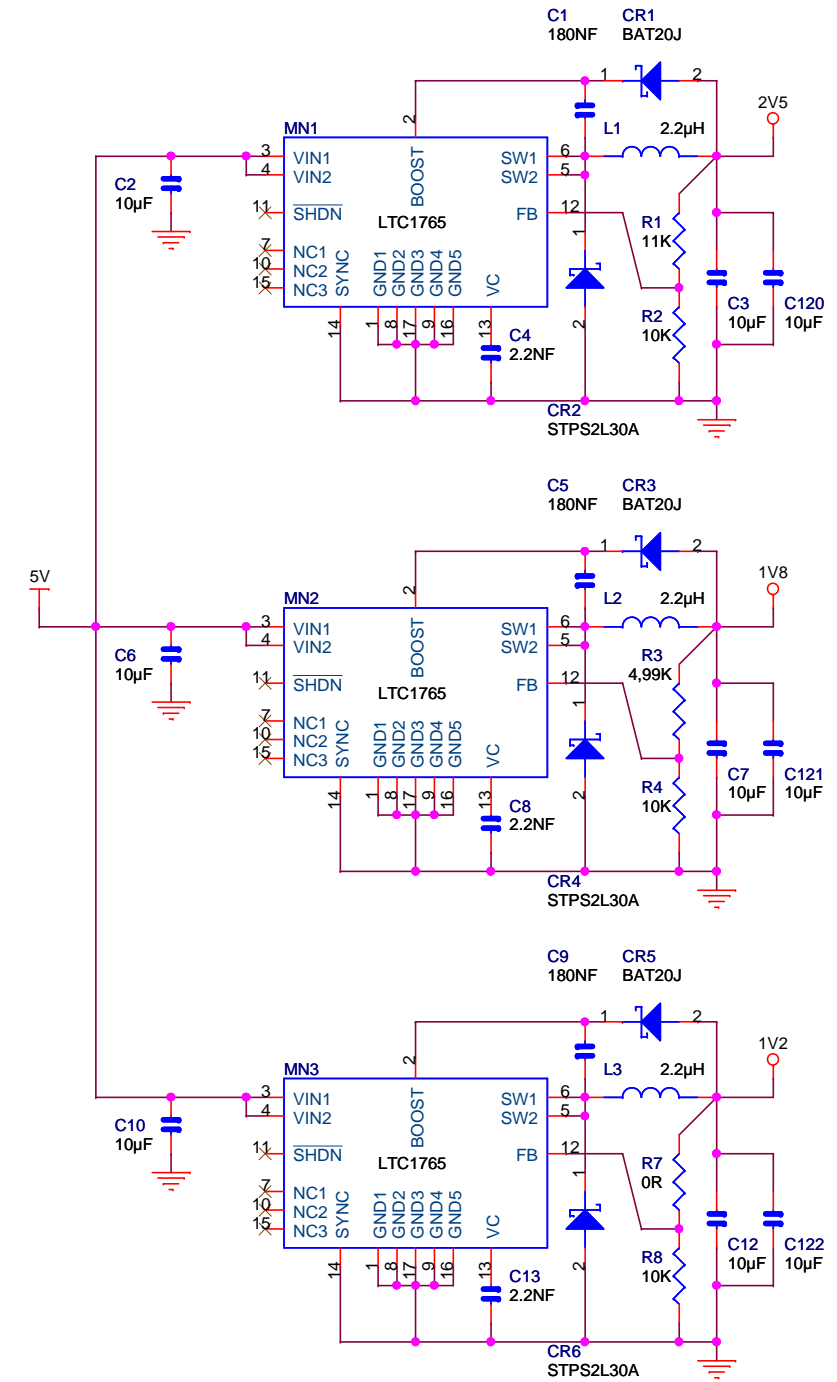 C1 CR1
180NF BAT20J
1 2
2V5
2
MN1 L1 2.2µH
3 VIN1 SW1 6
4 VIN2 BOOST SW2 5
C2
10µF
11 SHDN FB 12
LTC1765
R1
11K
1
7 NC1
10 NC2
15 NC3
SYNC GND1 GND2 GND3 GND4 GND5 VC
C3 C120
10µF 10µF
R2
10K
14 1 8 17 9 16 13 2
C4
2.2NF
CR2
STPS2L30A
C5 CR3
180NF BAT20J
1 2
5V
1V8
2
MN2 L2 2.2µH
3 VIN1 SW1 6
4 VIN2 BOOST SW2 5
C6
10µF
11 SHDN FB 12
LTC1765
R3
4,99K
1
7 NC1
10 NC2
15 NC3
SYNC GND1 GND2 GND3 GND4 GND5 VC
C7 C121
10µF 10µF
R4
10K
14 1 8 17 9 16 13 2
C8
2.2NF
CR4
STPS2L30A
C9 CR5
180NF BAT20J
1 2
1V2
2
MN3 L3 2.2µH
3 VIN1 SW1 6
4 VIN2 BOOST SW2 5
C10
10µF
11 SHDN FB 12
LTC1765
R7
0R
1
7 NC1
10 NC2
15 NC3
SYNC GND1 GND2 GND3 GND4 GND5 VC
C12 C122
10µF 10µF
R8
10K
14 1 8 17 9 16 13 2
C13
2.2NF
CR6
STPS2L30A